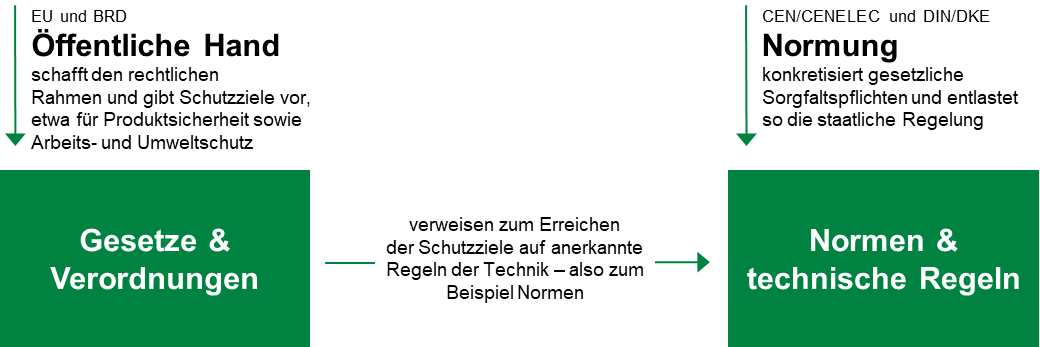 EU und BRD
Öffentliche Hand
schafft den rechtlichen
Rahmen und gibt Schutzziele vor,
etwa für Produktsicherheit sowie
Arbeits- und Umweltschutz
CEN/CENELEC und DIN/DKE
Normung
konkretisiert gesetzliche
Sorgfaltspflichten und entlastet
so die staatliche Regelung
Gesetze &
Verordnungen
verweisen zum Erreichen
der Schutzziele auf anerkannte
Regeln der Technik – also zum
Beispiel Normen
Normen &
technische Regeln